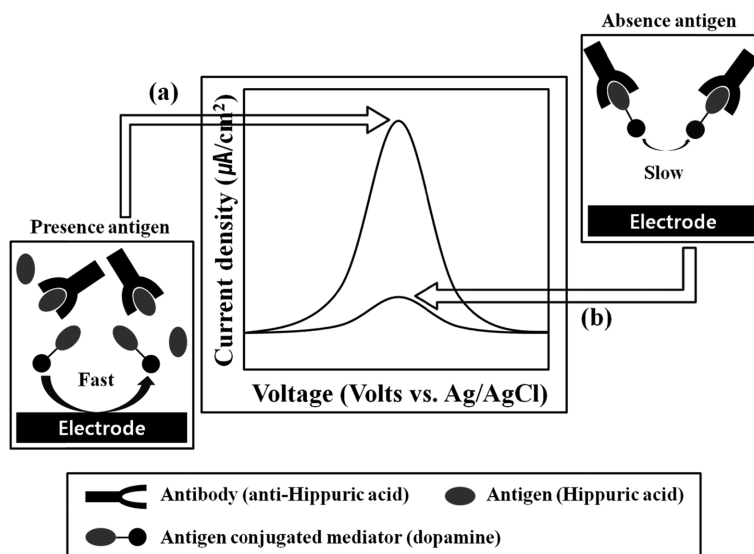 Absence antigen
(a)
Slow
Electrode
Presence antigen
Fast
Electrode
Current density (µA/cm²)
(b)
Voltage (Volts vs. Ag/AgCl)
Antibody (anti-Hippuric acid)
Antigen (Hippuric acid)
Antigen conjugated mediator (dopamine)